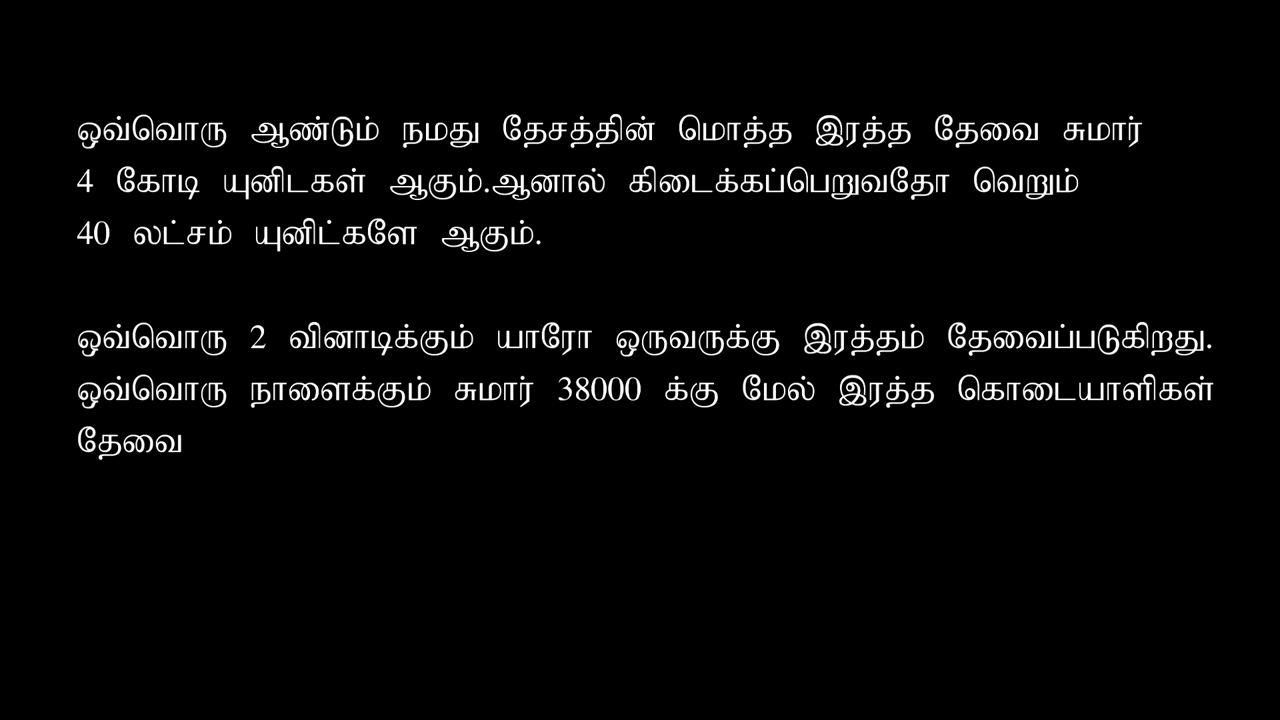 ஒவ்வொரு ஆண்டும் நமது தேசத்தின் மொத்த இரத்த தேவை சுமார்
4 கோடி யுனிடகள் ஆகும்.ஆனால் கிடைக்கப்பெறுவதோ வெறும்
40 லட்சம் யுனிட்களே ஆகும்.
ஒவ்வொரு 2 வினாடிக்கும் யாரோ ஒருவருக்கு இரத்தம் தேவைப்படுகிறது.
ஒவ்வொரு நாளைக்கும் சுமார் 38000 க்கு மேல் இரத்த கொடையாளிகள்
தேவை